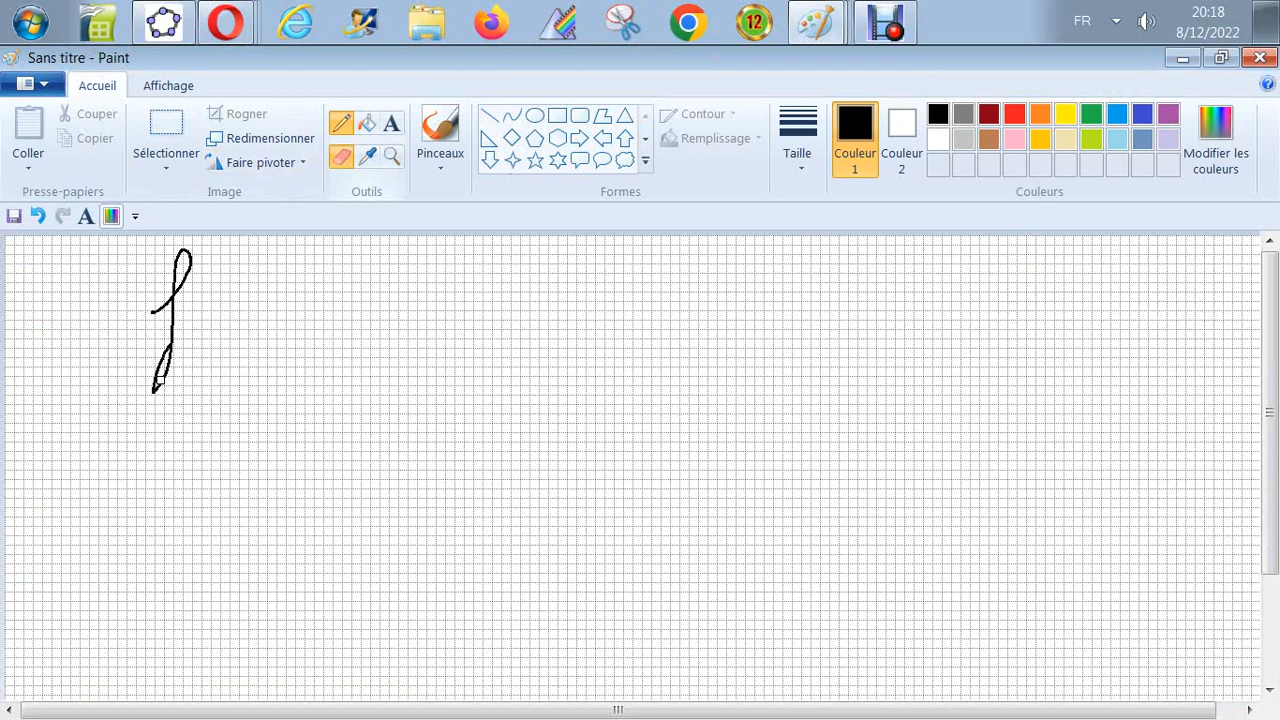 12
FR
20:18
8/12/2022
Sans titre - Paint
Accueil
Affichage
Coller
Couper
Copier
Presse-papiers
Sélectionner
Rogner
Redimensionner
Faire pivoter
Image
A
Outils
Pinceaux
Contour
Remplissage
Formes
Taille
Couleur
1
Couleur
2
Modifier les
couleurs
Couleurs
A